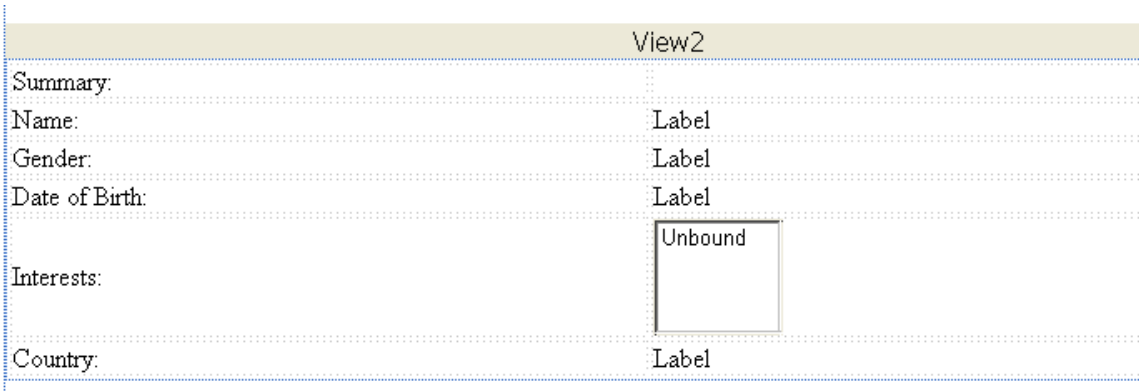 View2
Summary:
Name: Label
Gender: Label
Date of Birth: Label
Unbound
Interests:
Country: Label